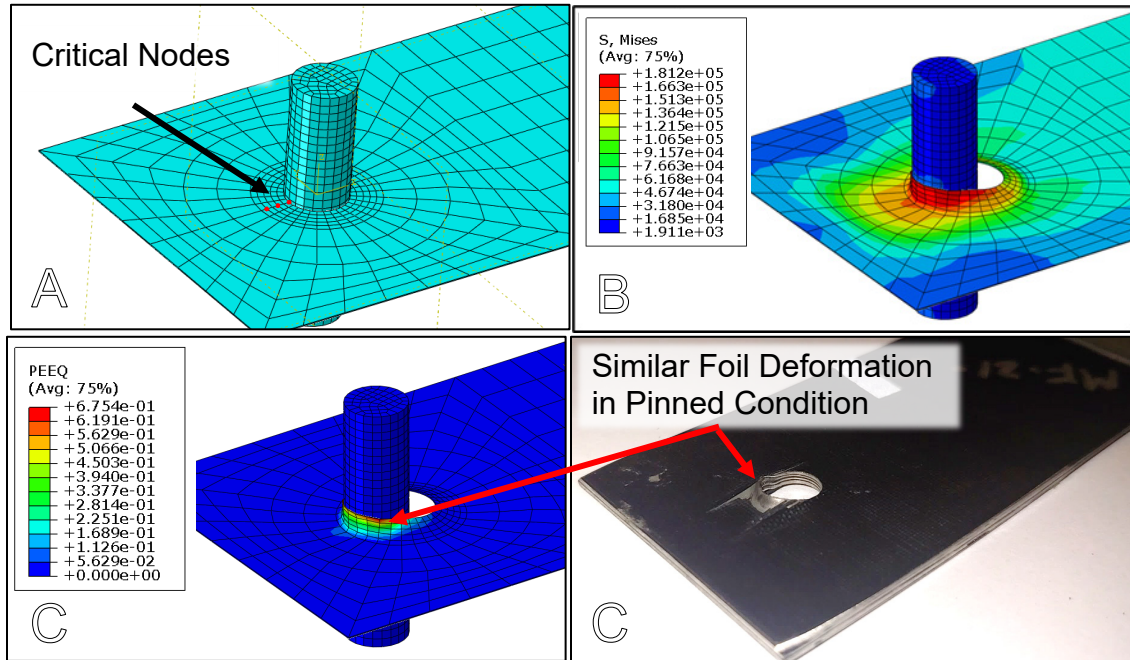 Critical Nodes
A
S, Mises
(Avg: 75%)
+1.812e+05
+1.663e+05
+1.513e+05
+1.364e+05
+1.215e+05
+1.065e+05
+9.157e+04
+7.663e+04
+6.168e+04
+4.674e+04
+3.180e+04
+1.685e+04
+1.911e+03
B
PEEQ
(Avg: 75%)
+6.754e-01
+6.191e-01
+5.629e-01
+5.066e-01
+4.503e-01
+3.940e-01
+3.377e-01
+2.814e-01
+2.251e-01
+1.689e-01
+1.126e-01
+5.629e-02
+0.000e+00
C
Similar Foil Deformation
in Pinned Condition
C